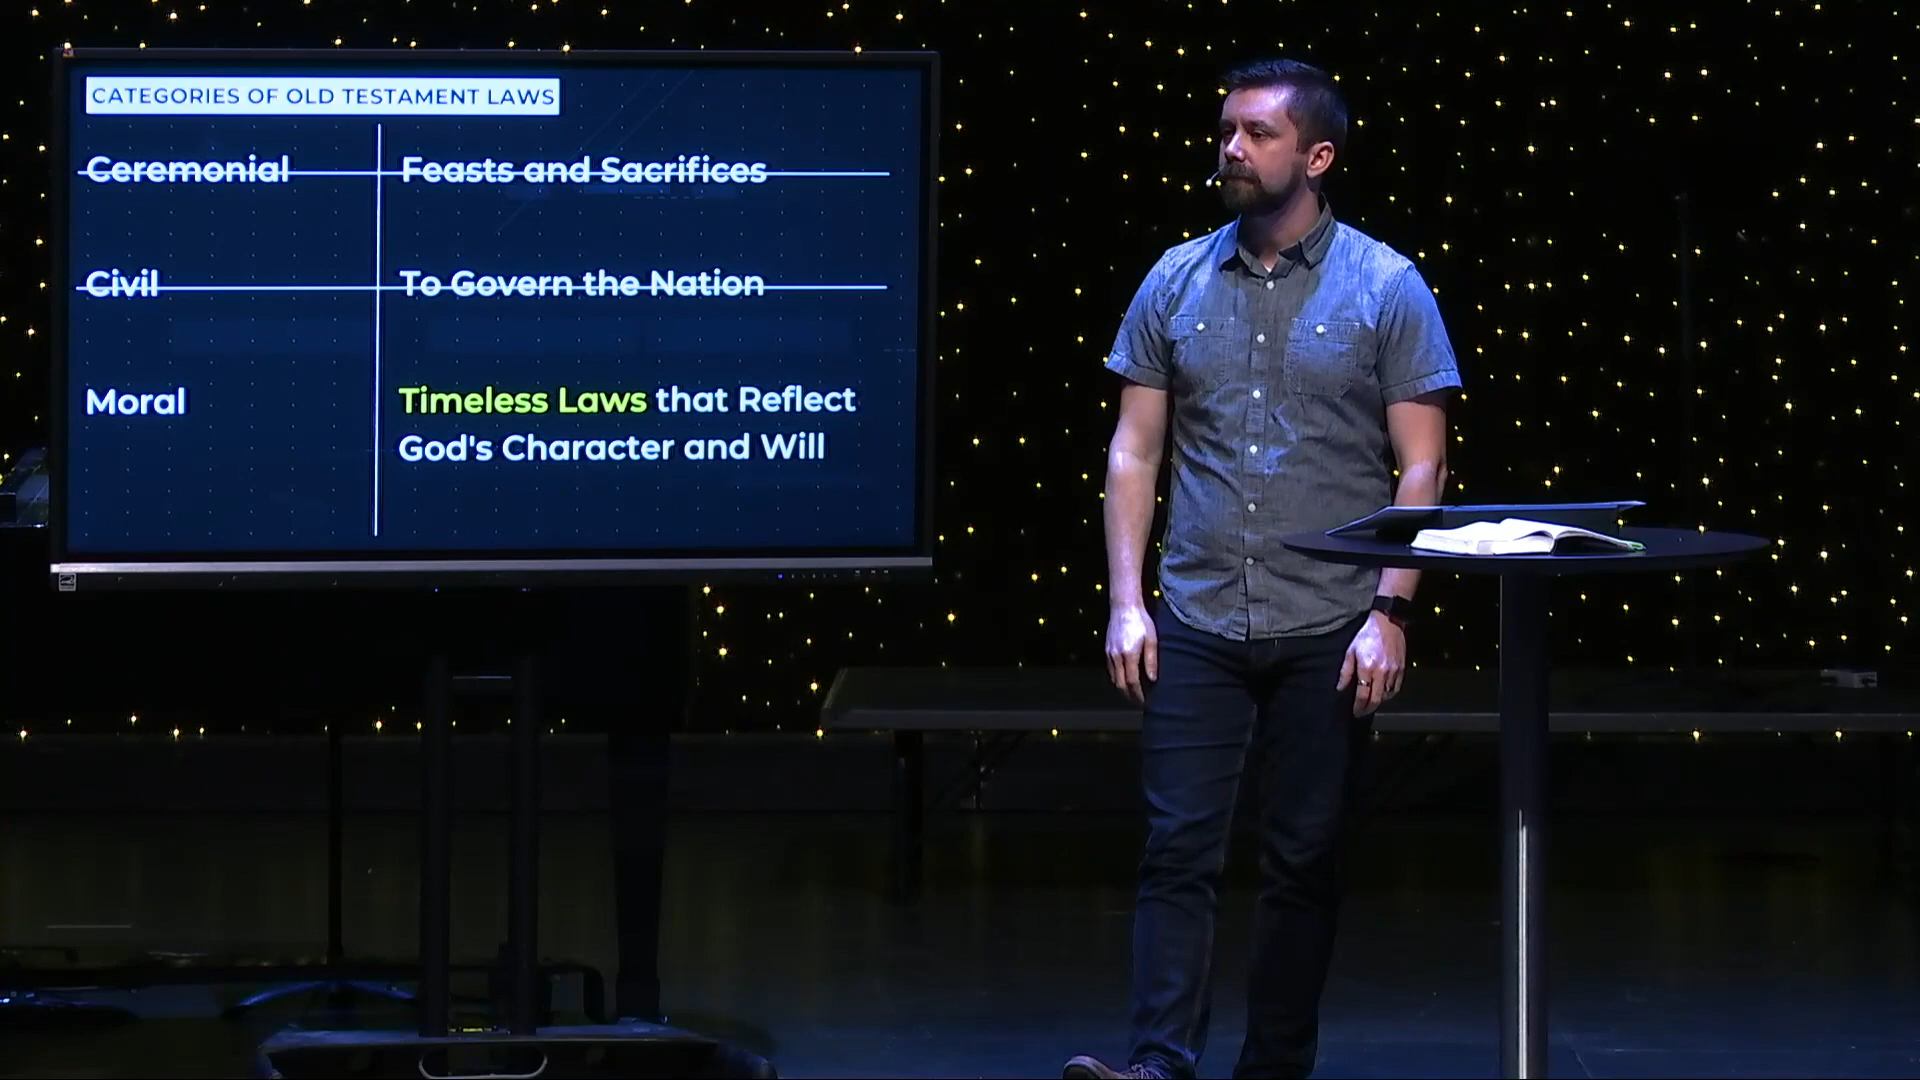 CATEGORIES OF OLD TESTAMENT LAWS
Ceremonial Feasts and Sacrifices
Civil To Govern the Nation
Moral Timeless Laws that Reflect
God's Character and Will